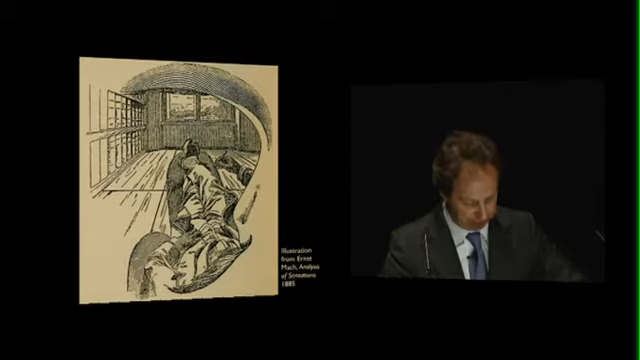 Illustration
from Ernst
Mach, Analysis
of Sensations
1885